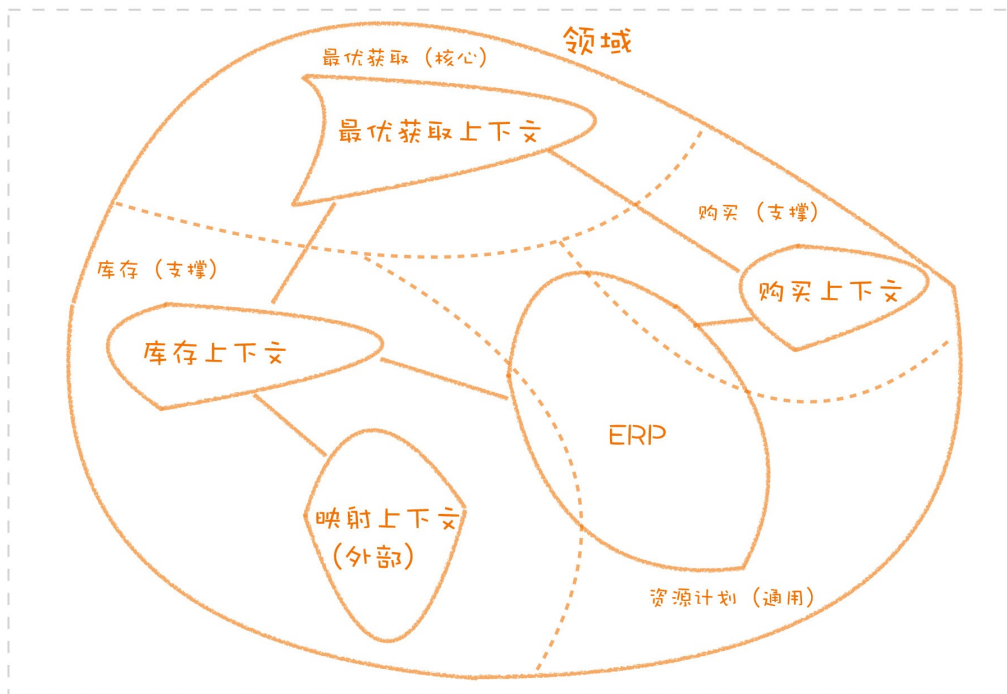 领域
最优获取（核心）
最优获取上下文
购买（支撑）
库存（支撑）
购买上下文
库存上下文
ERP
映射上下文
（外部）
资源计划（通用）